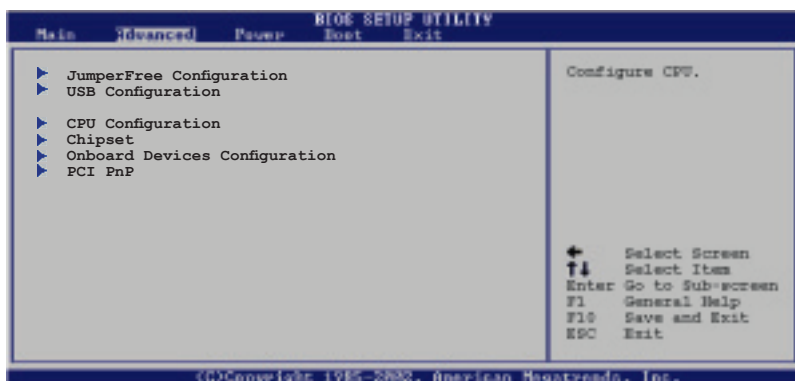 BIOS SETUP UTILITY
Main Advanced Power Boot Exit
JumperFree Configuration
USB Configuration
CPU Configuration
Chipset
Onboard Devices Configuration
PCI PnP
Configure CPU.
Select Screen
Select Item
Enter Go to Sub-screen
F1 General Help
F10 Save and Exit
ESC Exit
(C)Copyright 1985-2002, American Megatrends, Inc.